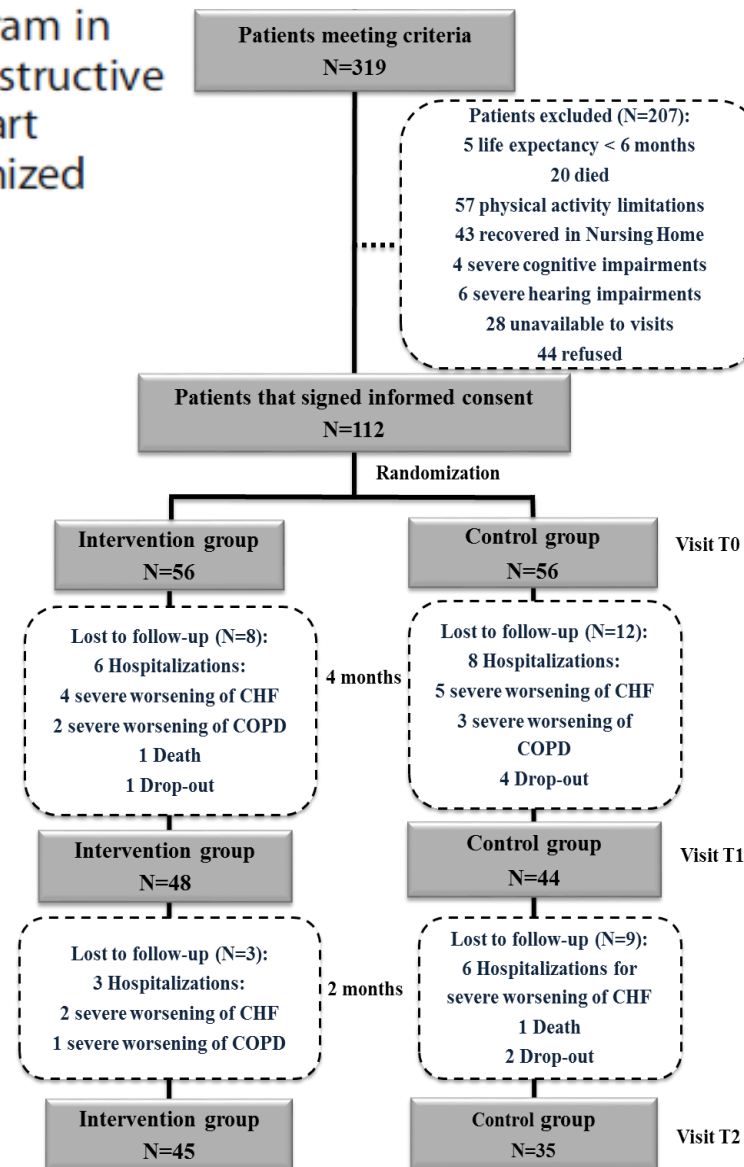 am in
structive
art
nized
Patients meeting criteria
N=319
Patients excluded (N=207):
5 life expectancy < 6 months
20 died
57 physical activity limitations
43 recovered in Nursing Home
4 severe cognitive impairments
6 severe hearing impairments
28 unavailable to visits
44 refused
Patients that signed informed consent
N=112
Randomization
Intervention group
N=56
Control group
N=56
Visit T0
Lost to follow-up (N=8):
6 Hospitalizations:
4 severe worsening of CHF
2 severe worsening of COPD
1 Death
1 Drop-out
4 months
Lost to follow-up (N=12):
8 Hospitalizations:
5 severe worsening of CHF
3 severe worsening of
COPD
4 Drop-out
Intervention group
N=48
Control group
N=44
Visit T1
Lost to follow-up (N=3):
3 Hospitalizations:
2 severe worsening of CHF
1 severe worsening of COPD
2 months
Lost to follow-up (N=9):
6 Hospitalizations for
severe worsening of CHF
1 Death
2 Drop-out
Intervention group
N=45
Control group
N=35
Visit T2